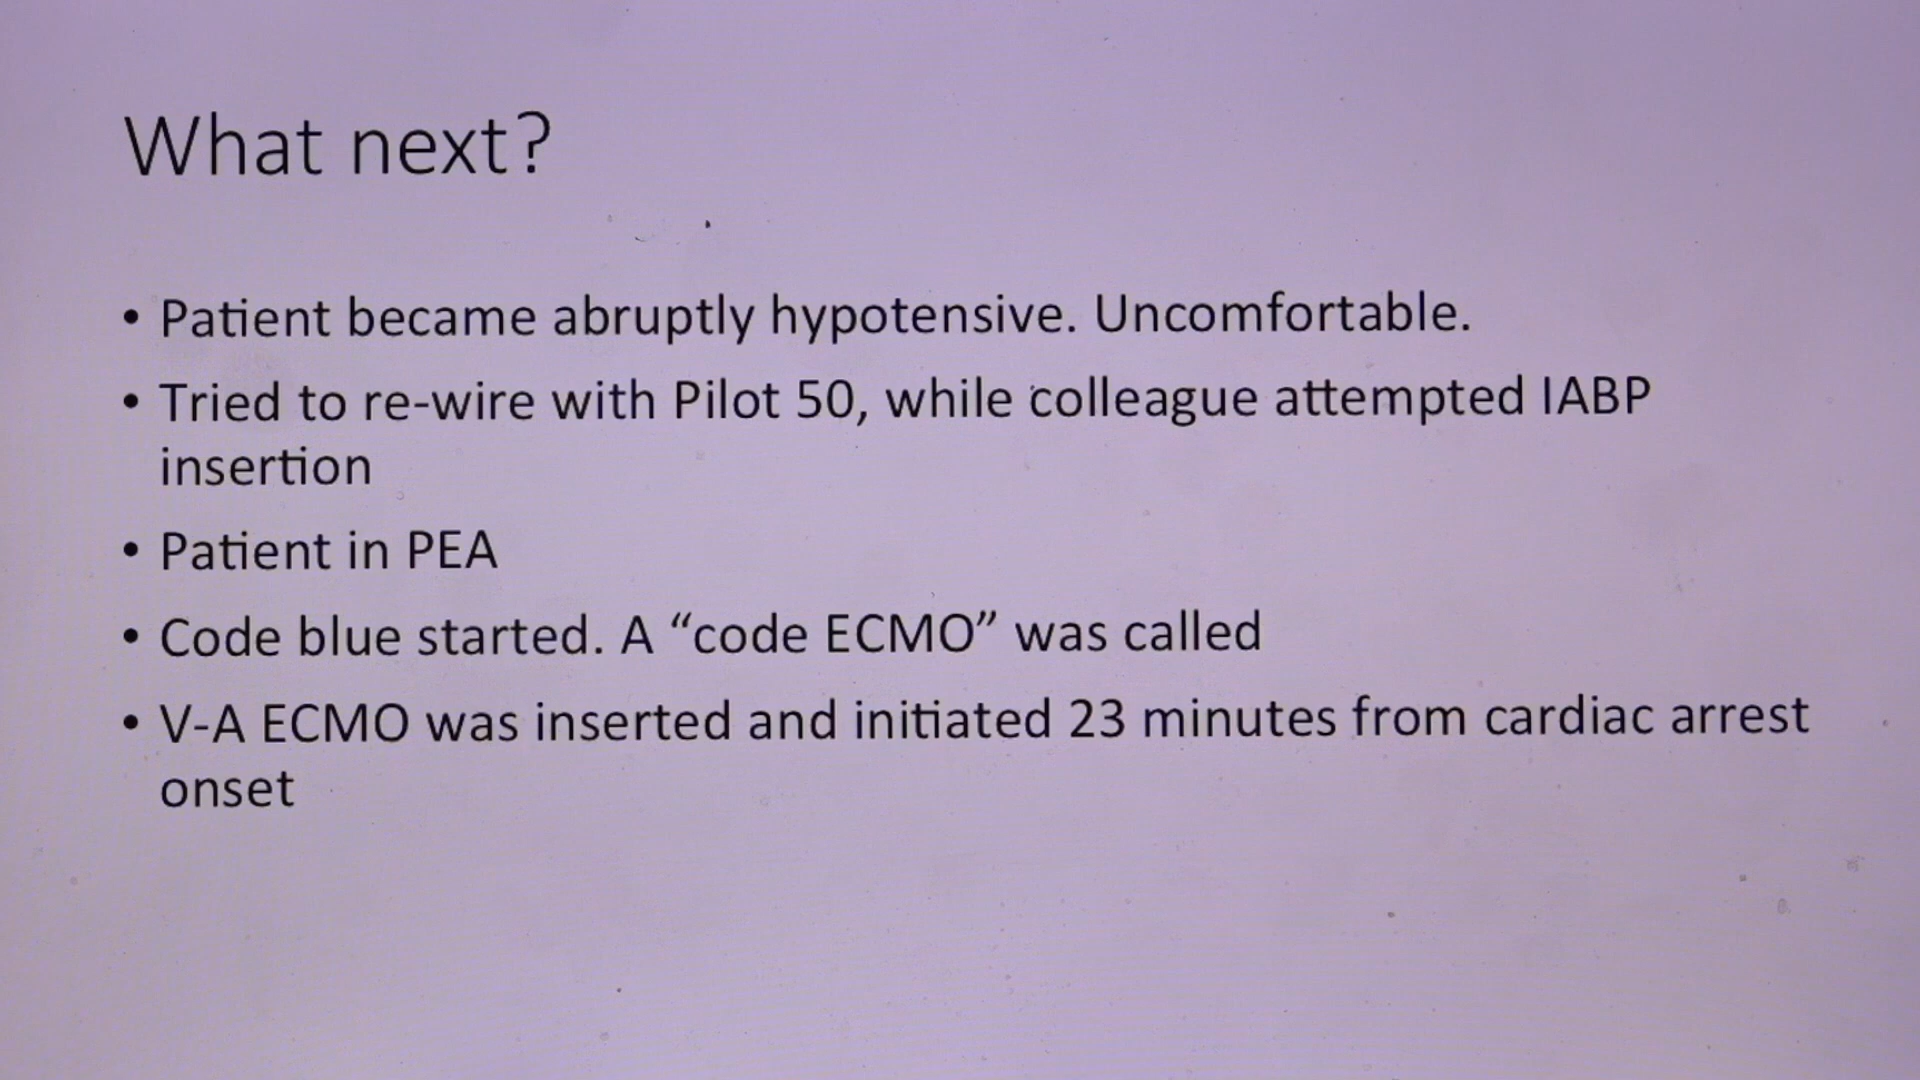 What next?
• Patient became abruptly hypotensive. Uncomfortable.
• Tried to re-wire with Pilot 50, while colleague attempted IABP
insertion
• Patient in PEA
• Code blue started. A “code ECMO” was called
• V-A ECMO was inserted and initiated 23 minutes from cardiac arrest
onset